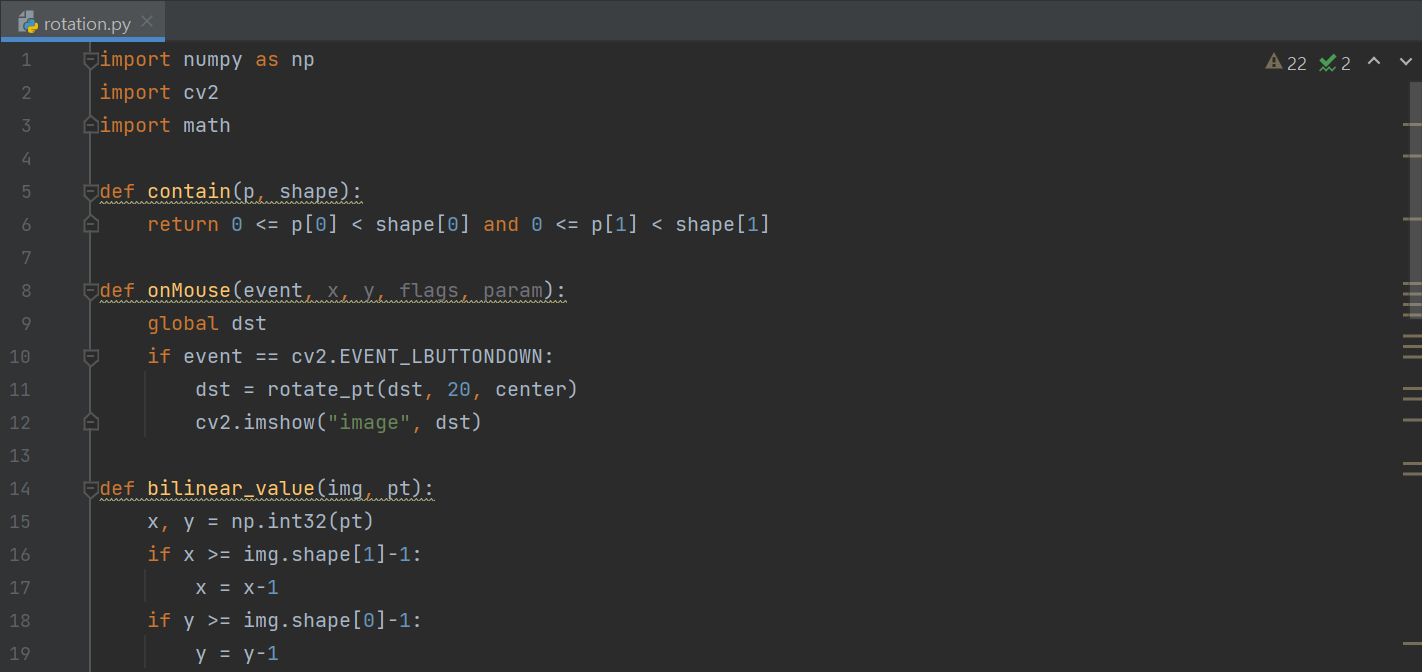 rotation.py
22 2
1 import numpy as np
2 import cv2
3 import math
4
5 def contain(p, shape):
6     return 0 <= p[0] < shape[0] and 0 <= p[1] < shape[1]
7
8 def onMouse(event, x, y, flags, param):
9     global dst
10     if event == cv2.EVENT_LBUTTONDOWN:
11         dst = rotate_pt(dst, 20, center)
12         cv2.imshow("image", dst)
13
14 def bilinear_value(img, pt):
15     x, y = np.int32(pt)
16     if x >= img.shape[1]-1:
17         x = x-1
18     if y >= img.shape[0]-1:
19         y = y-1